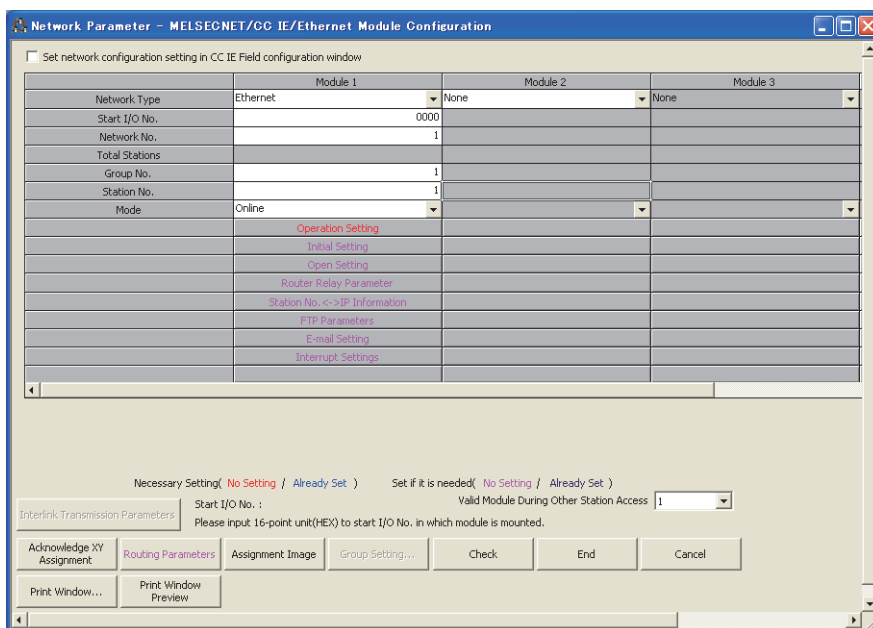 Network Parameter - MELSECNET/CC IE/Ethernet Module Configuration
Set network configuration setting in CC IE Field configuration window
Module 1 Module 2 Module 3
Network Type Ethernet None None
Start I/O No. 0000
Network No. 1
Total Stations
Group No. 1
Station No. 1
Mode Online
Operation Setting
Initial Setting
Open Setting
Router Relay Parameter
Station No.<->IP Information
FTP Parameters
E-mail Setting
Interrupt Settings
Necessary Setting( No Setting / Already Set ) Set if it is needed( No Setting / Already Set )
Interlink Transmission Parameters
Start I/O No. :
Valid Module During Other Station Access 1
Please input 16-point unit(HEX) to start I/O No. in which module is mounted.
Acknowledge XY
Assignment
Routing Parameters
Assignment Image
Group Setting...
Check
End
Cancel
Print Window...
Print Window
Preview